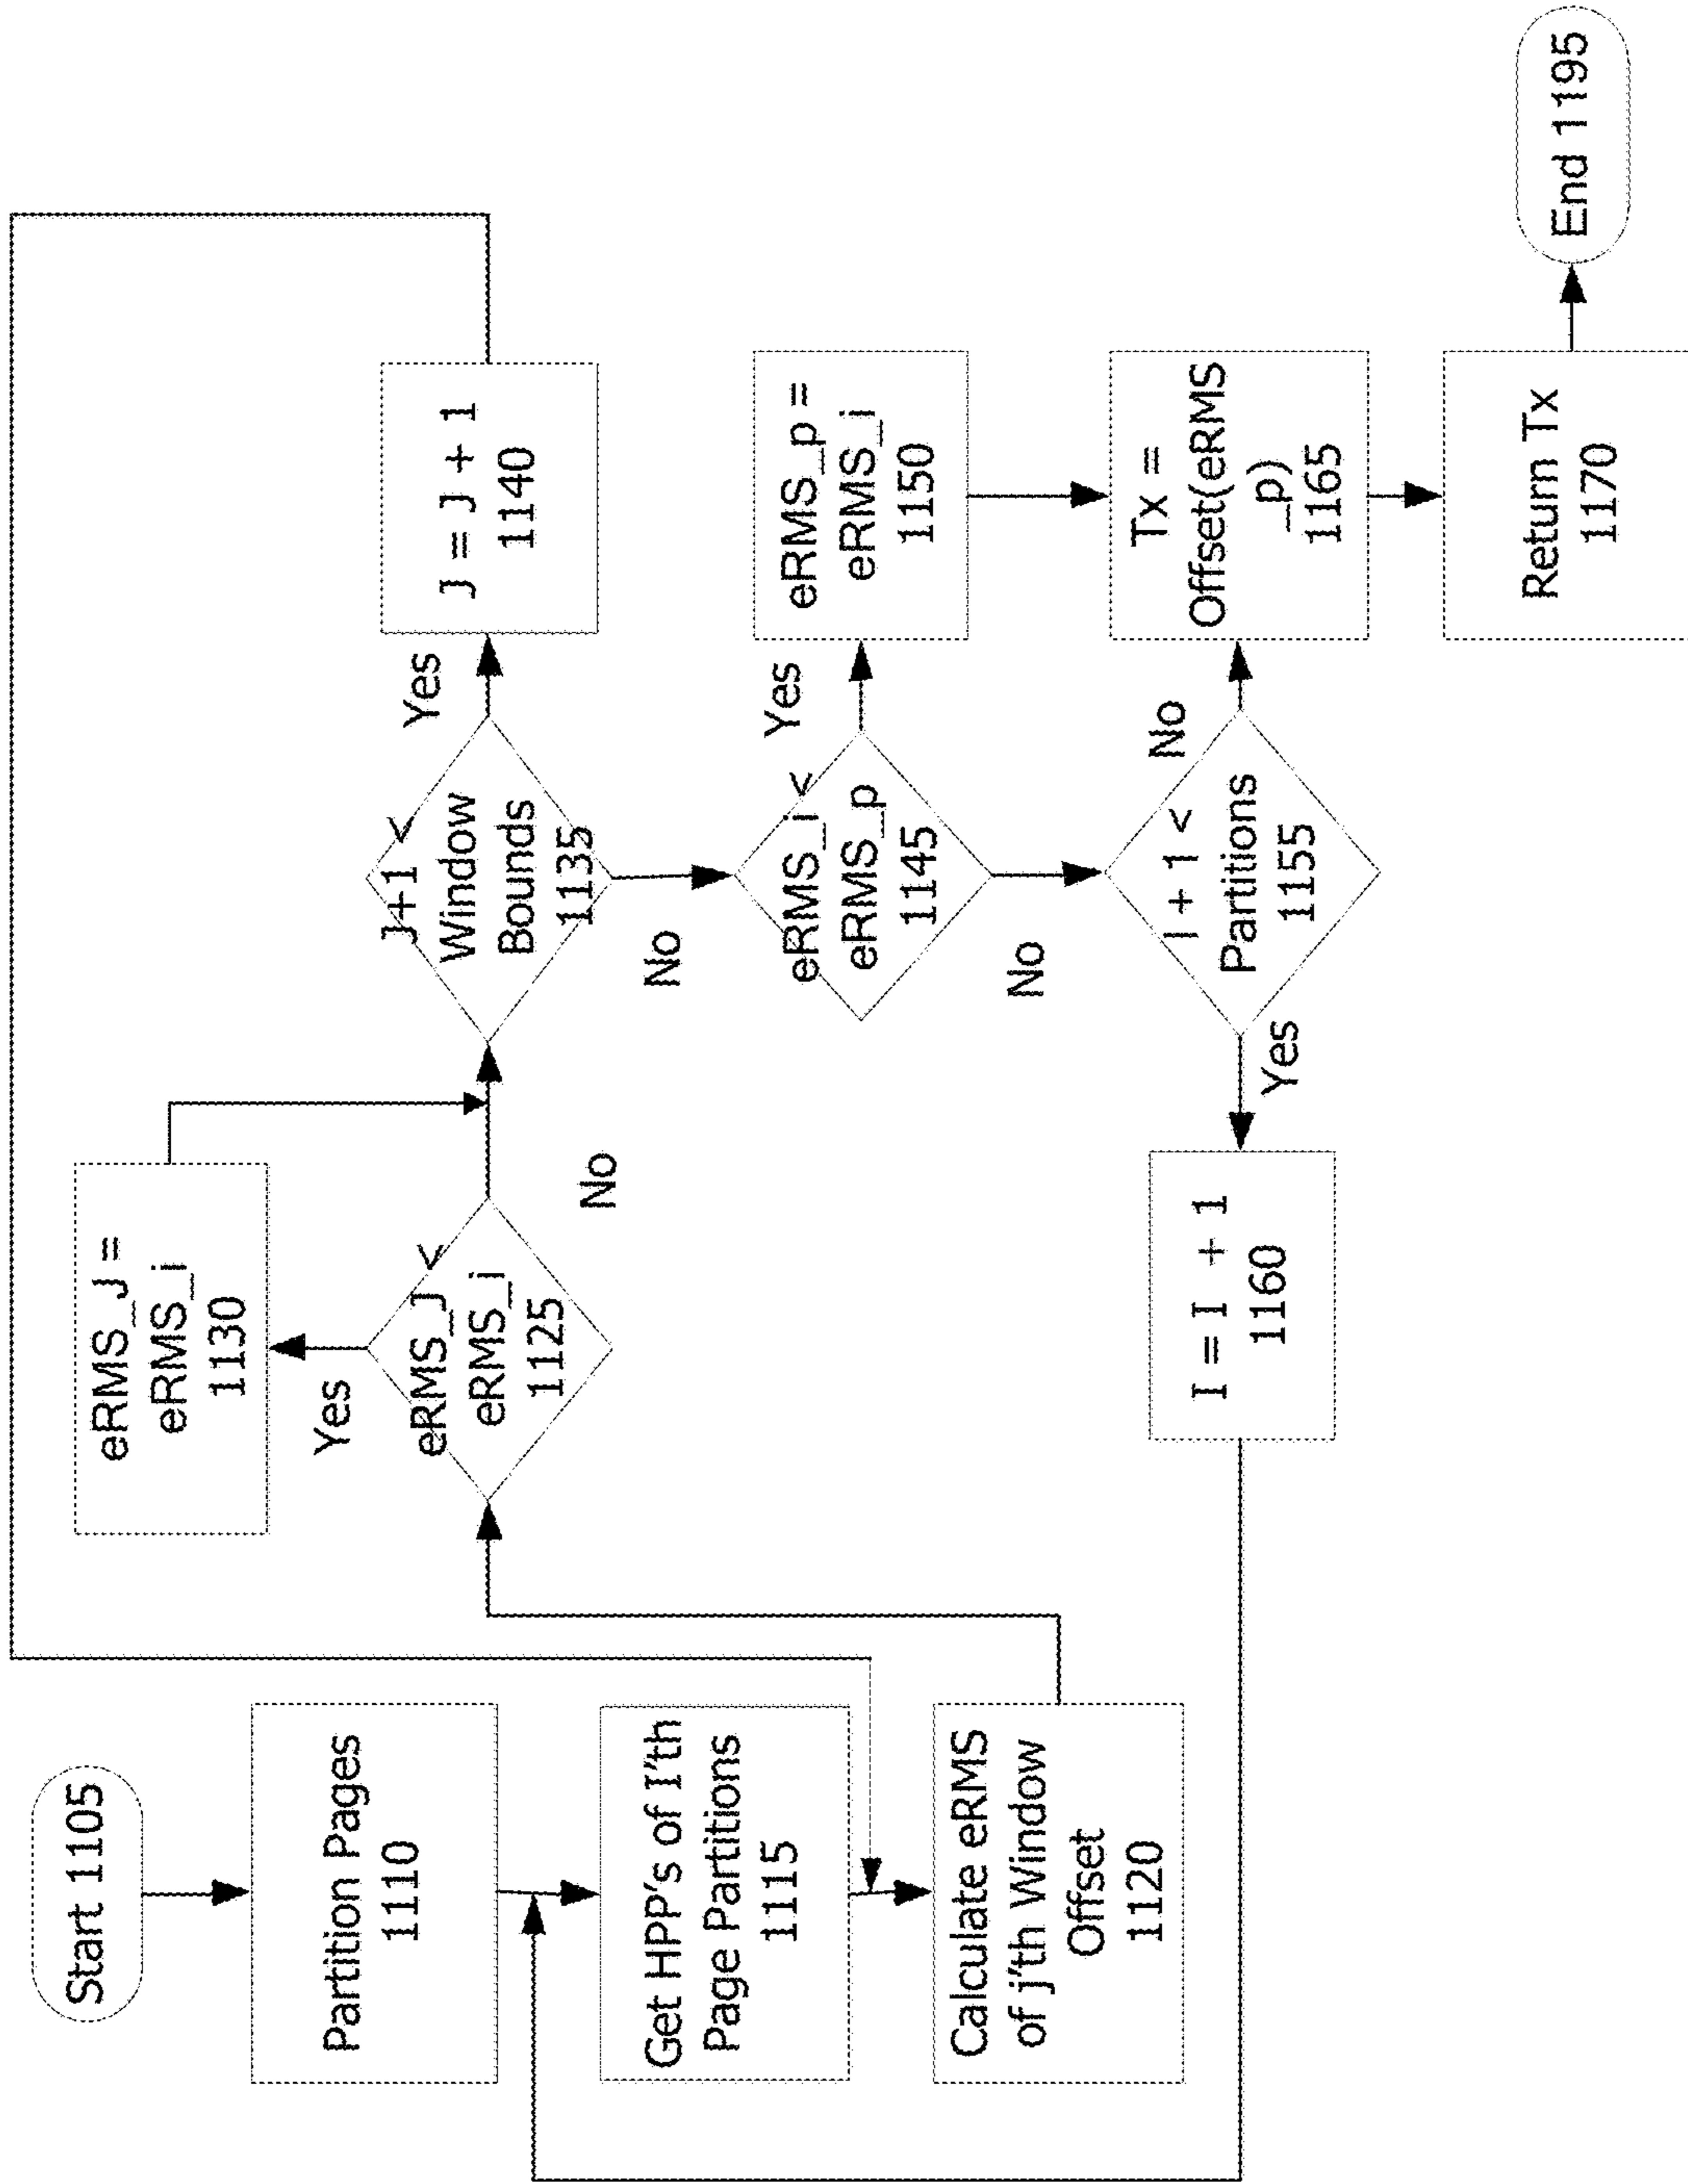 Start 1105
Partition Pages
1110
Get HPP's of I'th
Page Partitions
1115
Calculate eRMS
of j'th Window
Offset
1120
eRMS_J <
eRMS_i
1125
Yes
No
eRMS_J =
eRMS_i
1130
J+1 <
Window
Bounds
1135
Yes
No
J = J + 1
1140
eRMS_i <
eRMS_p
1145
Yes
No
eRMS_p =
eRMS_i
1150
I + 1 <
Partitions
1155
Yes
No
I = I + 1
1160
Tx =
Offset(eRMS
_p)
1165
Return Tx
1170
End 1195